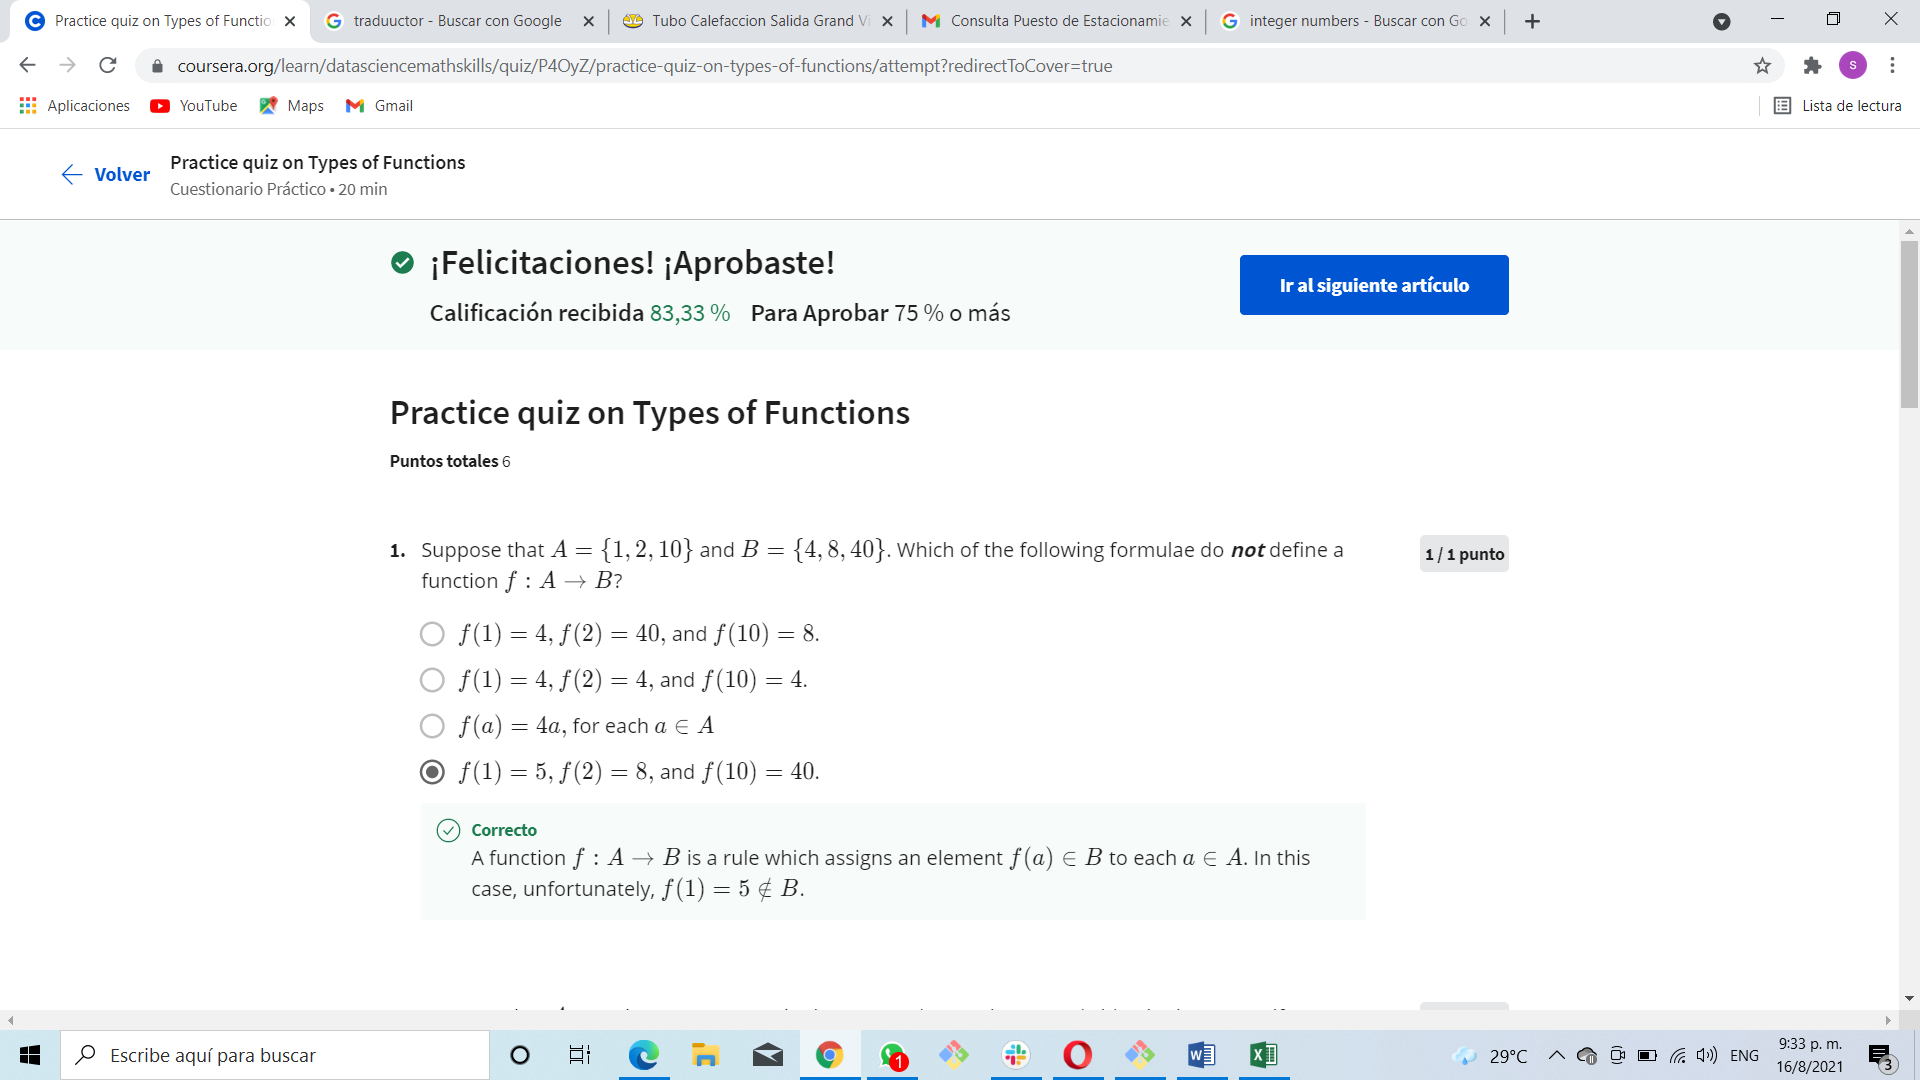 Practice quiz on Types of Functio
traduuctor - Buscar con Google
Tubo Calefaccion Salida Grand Vi
Consulta Puesto de Estacionamie
integer numbers - Buscar con Go
coursera.org/learn/datasciencemathskills/quiz/P4OyZ/practice-quiz-on-types-of-functions/attempt?redirectToCover=true
s
Aplicaciones
YouTube
Maps
Gmail
Lista de lectura
Volver
Practice quiz on Types of Functions
Cuestionario Práctico • 20 min
¡Felicitaciones! ¡Aprobaste!
Calificación recibida 83,33 % Para Aprobar 75 % o más
Ir al siguiente artículo
Practice quiz on Types of Functions
Puntos totales 6
1. Suppose that A = {1, 2, 10} and B = {4, 8, 40}. Which of the following formulae do not define a
function f : A → B?
1 / 1 punto
f(1) = 4, f(2) = 40, and f(10) = 8.
f(1) = 4, f(2) = 4, and f(10) = 4.
f(a) = 4a, for each a ∈ A
f(1) = 5, f(2) = 8, and f(10) = 40.
Correcto
A function f : A → B is a rule which assigns an element f(a) ∈ B to each a ∈ A. In this
case, unfortunately, f(1) = 5 ∉ B.
Escribe aquí para buscar
1
29°C
ENG
9:33 p. m.
16/8/2021
3